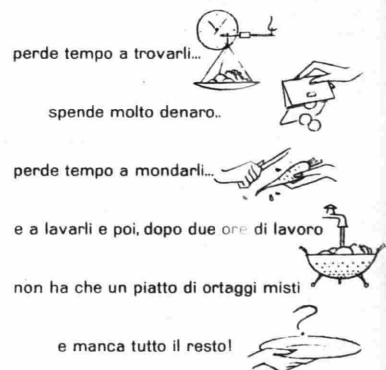 perde tempo a trovarli...
spende molto denaro..
perde tempo a mondarli...
e a lavarli e poi, dopo due ore di lavoro
non ha che un piatto di ortaggi misti
e manca tutto il resto!